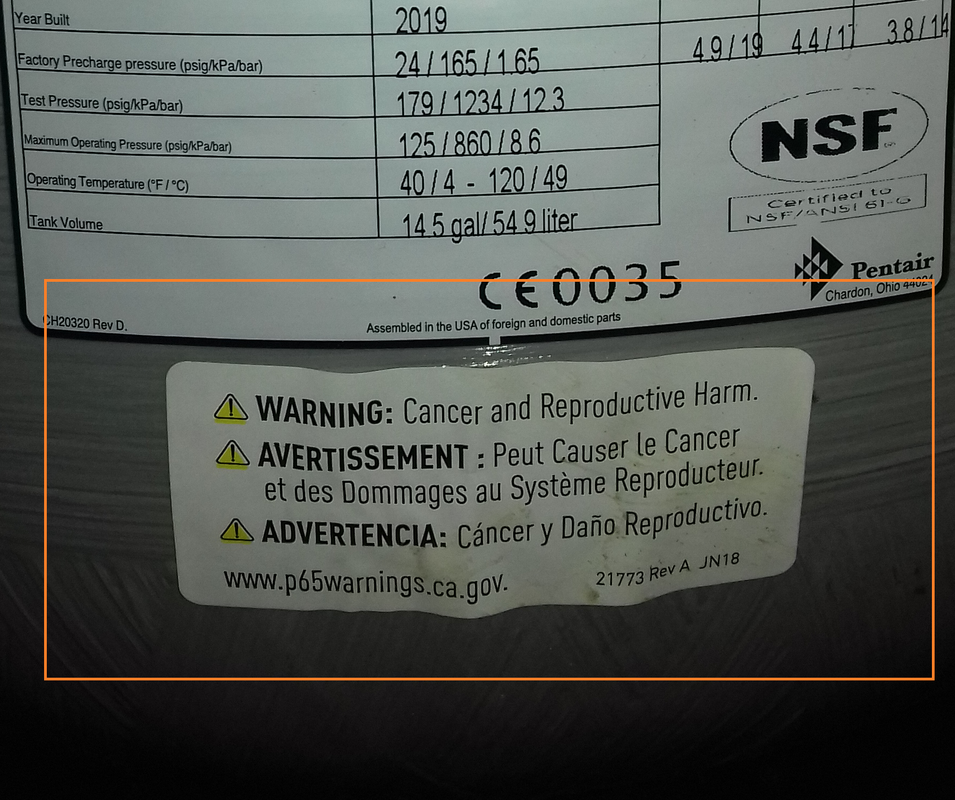 Year Built 2019
4.9/19 4.4/17 3.8/14
Factory Precharge pressure (psig/kPa/bar) 24 / 165 / 1.65
Test Pressure (psig/kPa/bar) 179 / 1234 / 12.3
Maximum Operating Pressure (psig/kPa/bar) 125 / 860 / 8.6
Operating Temperature (°F / °C) 40 / 4 - 120 / 49
Tank Volume 14.5 gal/ 54.9 liter
NSF
Certified to
NSF/ANSI 61-G
CE0035
Pentair
Chardon, Ohio 44024
CH20320 Rev D.
Assembled in the USA of foreign and domestic parts
WARNING: Cancer and Reproductive Harm.
AVERTISSEMENT : Peut Causer le Cancer
et des Dommages au Système Reproducteur.
ADVERTENCIA: Cáncer y Daño Reproductivo.
www.p65warnings.ca.gov.
21773 Rev A JN18